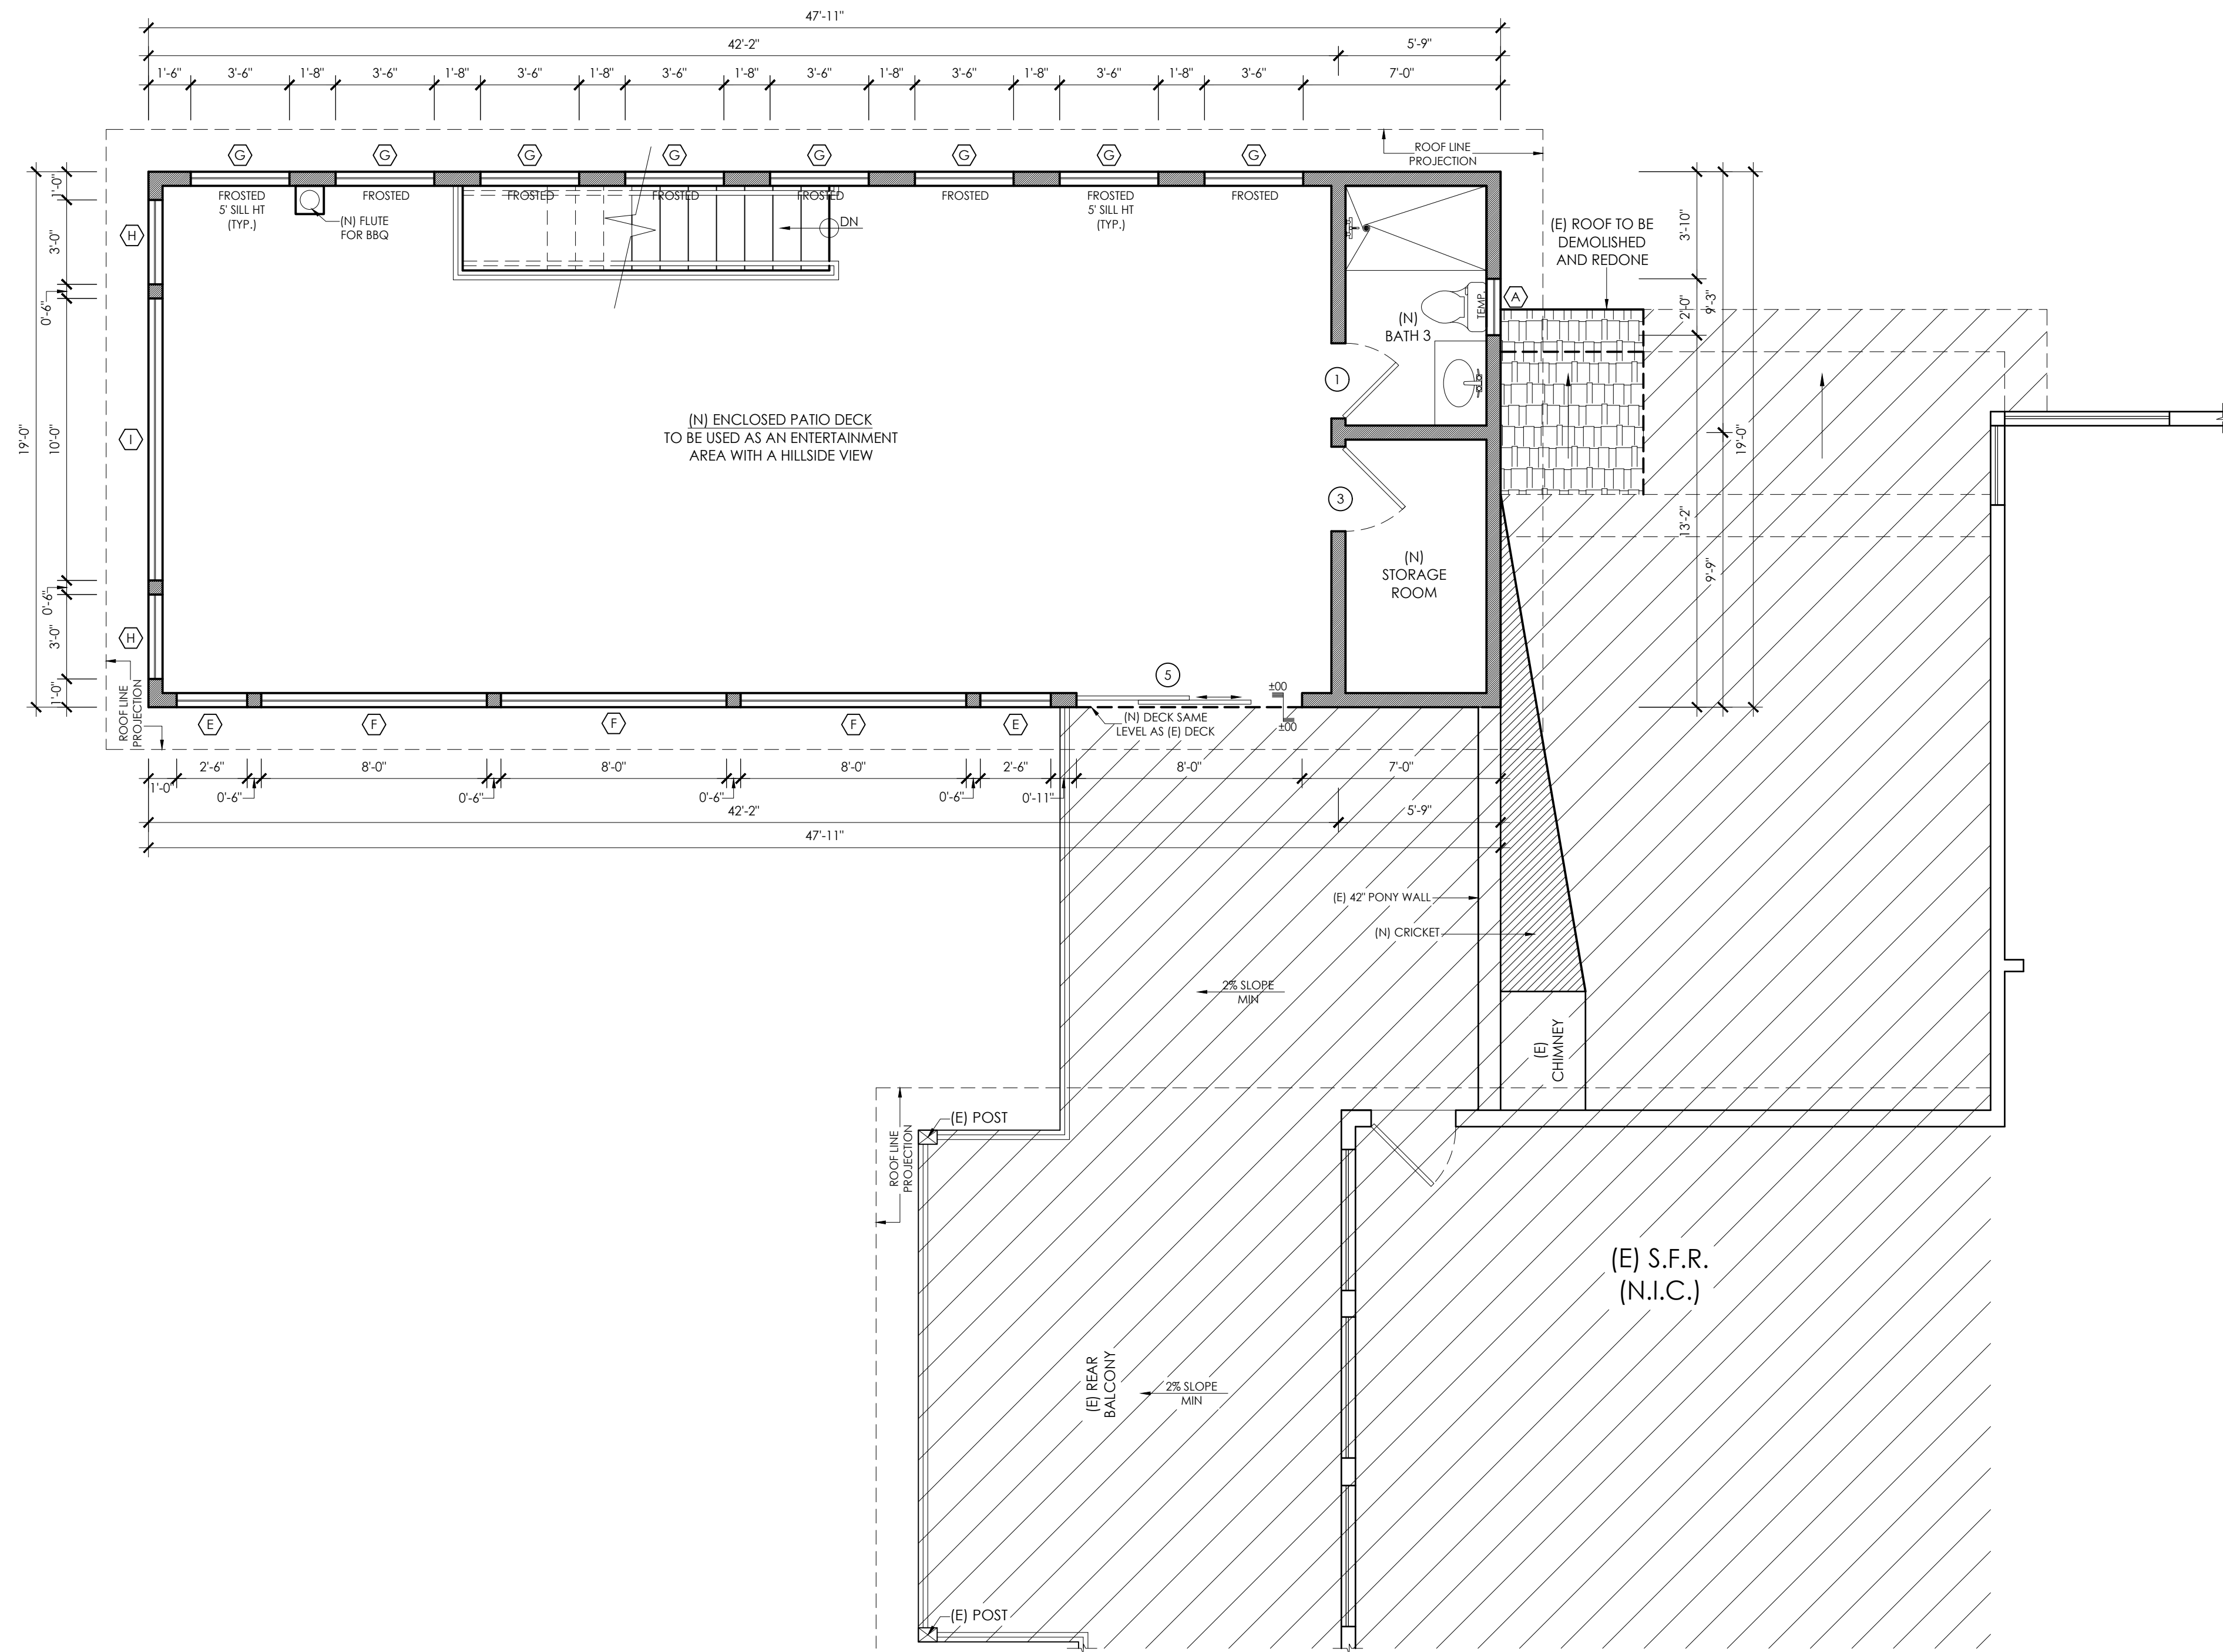 47'-11"
42'-2"
5'-9"
1'-6"
3'-6"
1'-8"
3'-6"
1'-8"
3'-6"
1'-8"
3'-6"
1'-8"
3'-6"
1'-8"
3'-6"
1'-8"
3'-6"
1'-8"
3'-6"
7'-0"
ROOF LINE
PROJECTION
G
G
G
G
G
G
G
G
FROSTED
5' SILL HT
(TYP.)
FROSTED
FROSTED
FROSTED
FROSTED
FROSTED
FROSTED
5' SILL HT
(TYP.)
FROSTED
(N) FLUTE
FOR BBQ
DN
19'-0"
1'-0"
3'-0"
0'-6"
10'-0"
0'-6"
3'-0"
1'-0"
H
I
H
(N) ENCLOSED PATIO DECK
TO BE USED AS AN ENTERTAINMENT
AREA WITH A HILLSIDE VIEW
(N)
BATH 3
TEMP.
A
1
3
(N)
STORAGE
ROOM
(E) ROOF TO BE
DEMOLISHED
AND REDONE
3'-10"
2'-0"
13'-2"
9'-3"
9'-9"
19'-0"
5
±00
±00
(N) DECK SAME
LEVEL AS (E) DECK
ROOF LINE
PROJECTION
E
F
F
F
E
1'-0"
2'-6"
0'-6"
8'-0"
0'-6"
8'-0"
0'-6"
8'-0"
0'-6"
2'-6"
0'-11"
8'-0"
7'-0"
42'-2"
5'-9"
47'-11"
(E) 42" PONY WALL
(N) CRICKET
2% SLOPE
MIN
(E)
CHIMNEY
(E) POST
ROOF LINE
PROJECTION
(E) S.F.R.
(N.I.C.)
(E) REAR
BALCONY
2% SLOPE
MIN
(E) POST